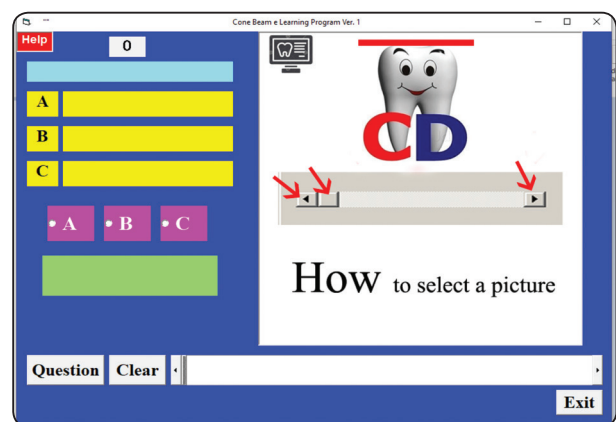 Cone Beam e Learning Program Ver. 1
Help
0
A
B
C
A B C
CD
How to select a picture
Question Clear
Exit